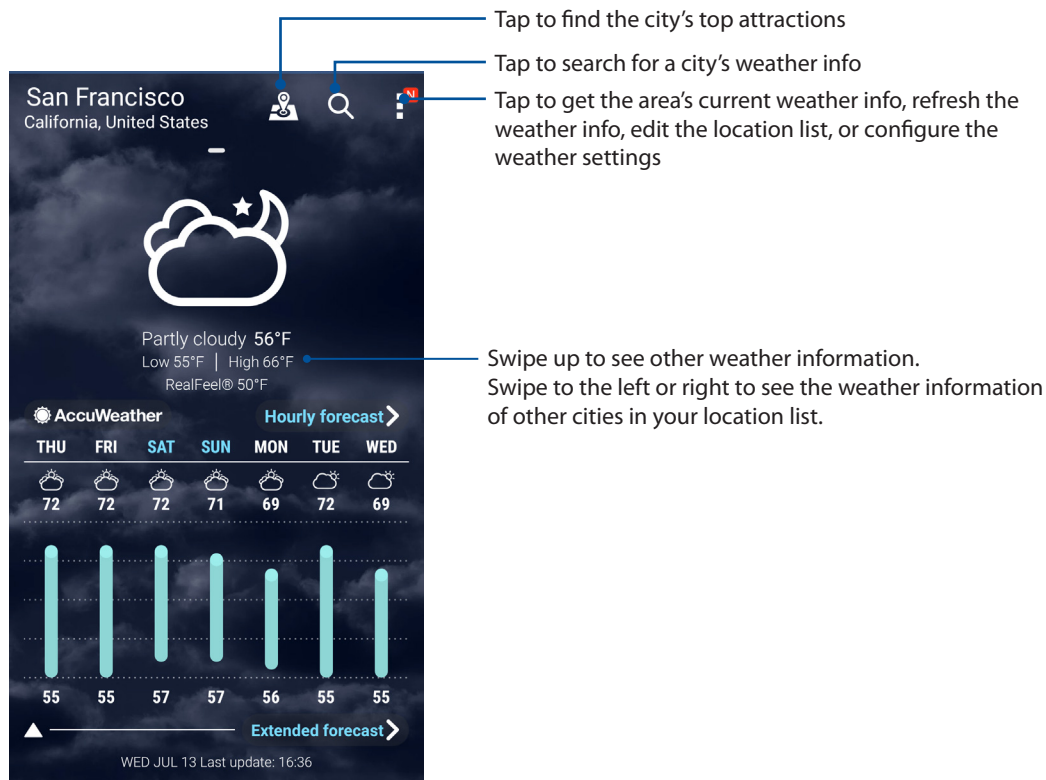 Tap to find the city's top attractions
Tap to search for a city's weather info
Tap to get the area's current weather info, refresh the
weather info, edit the location list, or configure the
weather settings
San Francisco
California, United States
N
Partly cloudy 56°F
Low 55°F | High 66°F
RealFeel® 50°F
Swipe up to see other weather information.
Swipe to the left or right to see the weather information
of other cities in your location list.
AccuWeather Hourly forecast
THU FRI SAT SUN MON TUE WED
72 72 72 71 69 72 69
55 55 57 57 56 55 55
Extended forecast
WED JUL 13 Last update: 16:36